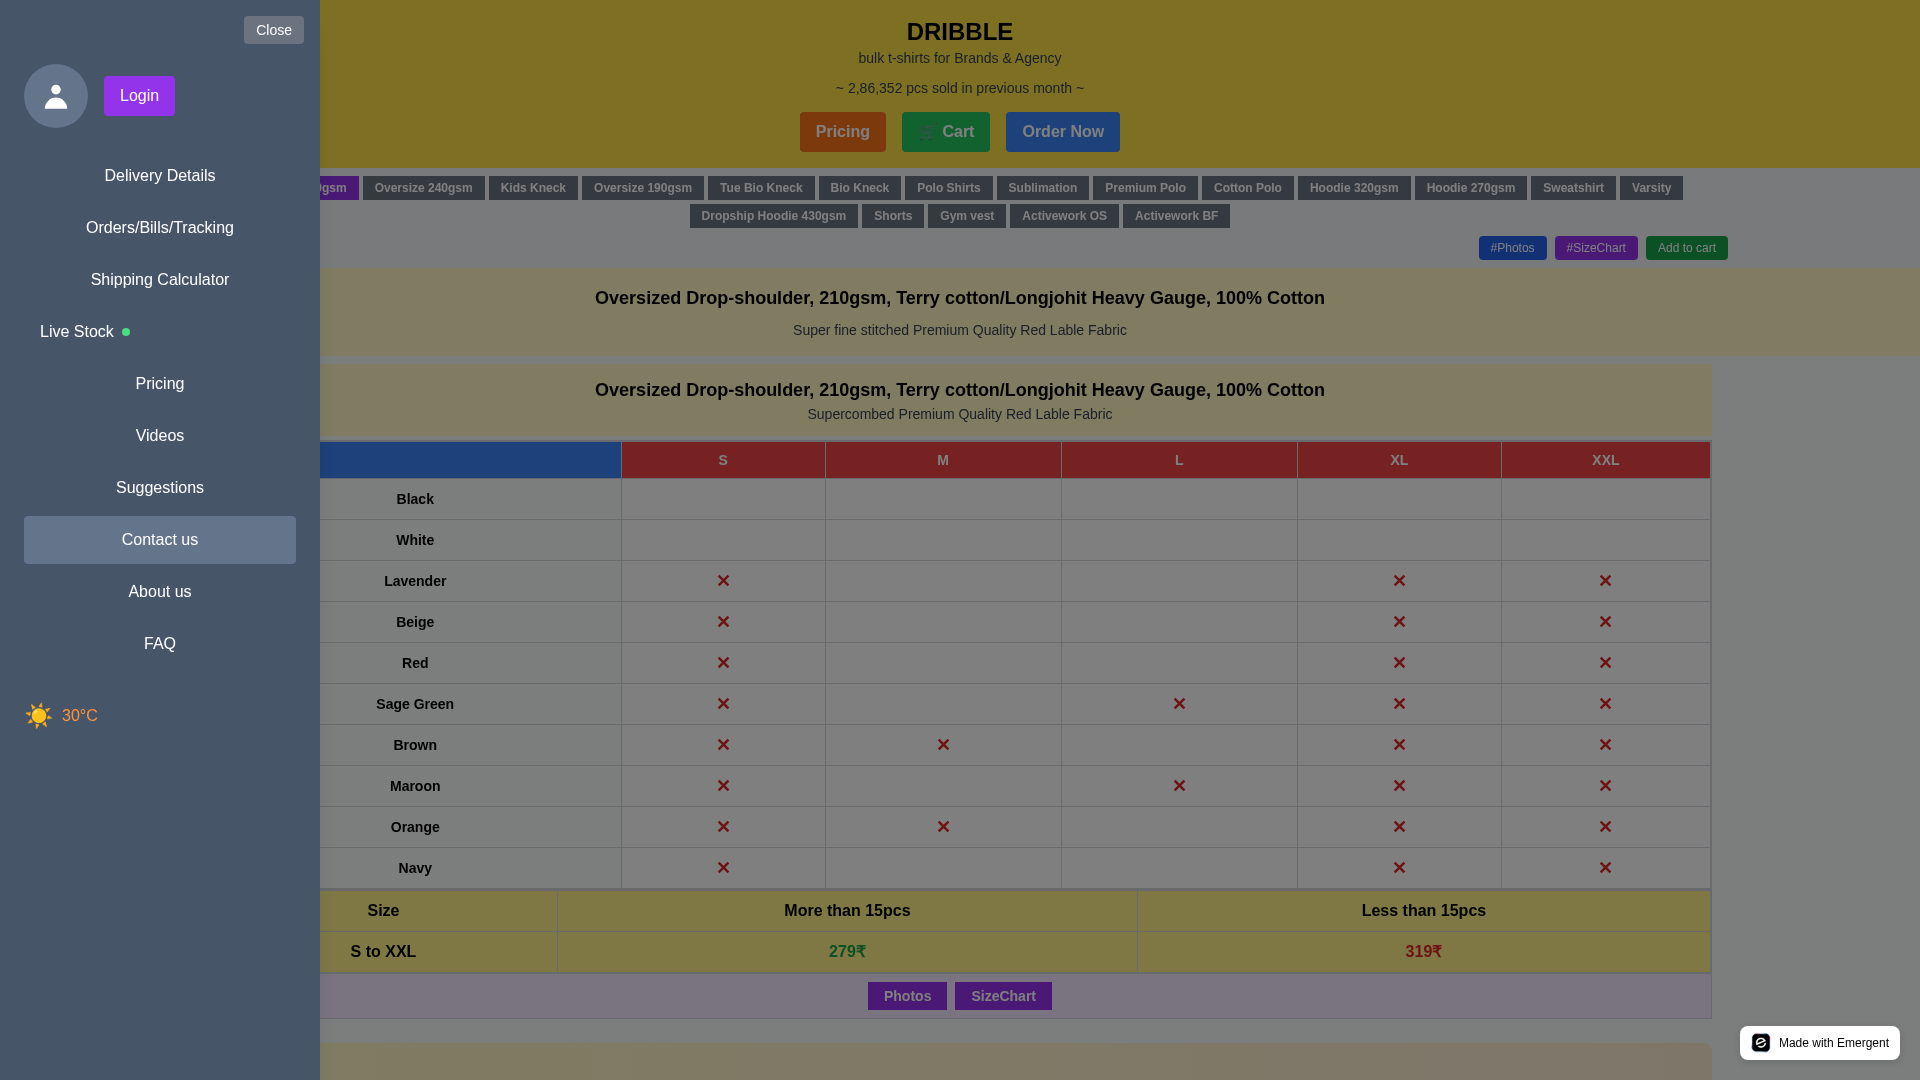 Close
Login
Delivery Details
Orders/Bills/Tracking
Shipping Calculator
Live Stock
Pricing
Videos
Suggestions
Contact us
About us
FAQ
30°C
DRIBBLE
bulk t-shirts for Brands & Agency
~ 2,86,352 pcs sold in previous month ~
Pricing 🛒 Cart Order Now
Oversize 240gsm Kids Kneck Oversize 190gsm Tue Bio Kneck Bio Kneck Polo Shirts Sublimation Premium Polo Cotton Polo Hoodie 320gsm Hoodie 270gsm Sweatshirt Varsity
Dropship Hoodie 430gsm Shorts Gym vest Activework OS Activework BF
#Photos #SizeChart Add to cart
Oversized Drop-shoulder, 210gsm, Terry cotton/Longjohit Heavy Gauge, 100% Cotton
Super fine stitched Premium Quality Red Lable Fabric
Oversized Drop-shoulder, 210gsm, Terry cotton/Longjohit Heavy Gauge, 100% Cotton
Supercombed Premium Quality Red Lable Fabric
S M L XL XXL
Black
White
Lavender ✕ ✕ ✕
Beige ✕ ✕ ✕
Red ✕ ✕ ✕
Sage Green ✕ ✕ ✕ ✕
Brown ✕ ✕ ✕ ✕
Maroon ✕ ✕ ✕ ✕
Orange ✕ ✕ ✕ ✕
Navy ✕ ✕ ✕
Size More than 15pcs Less than 15pcs
S to XXL 279₹ 319₹
Photos SizeChart
Made with Emergent